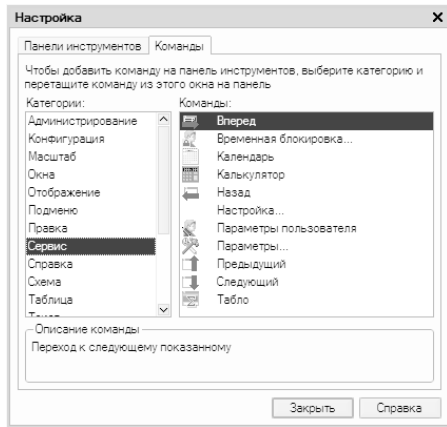 Настройка
Панели инструментов Команды
Чтобы добавить команду на панель инструментов, выберите категорию и
перетащите команду из этого окна на панель
Категории: Команды:
Администрирование Вперед
Конфигурация Временная блокировка...
Масштаб Календарь
Окна Калькулятор
Отображение Назад
Подменю Настройка...
Правка Параметры пользователя
Сервис Параметры...
Справка Предыдущий
Схема Следующий
Таблица Табло
Текст
Описание команды
Переход к следующему показанному
Закрыть Справка